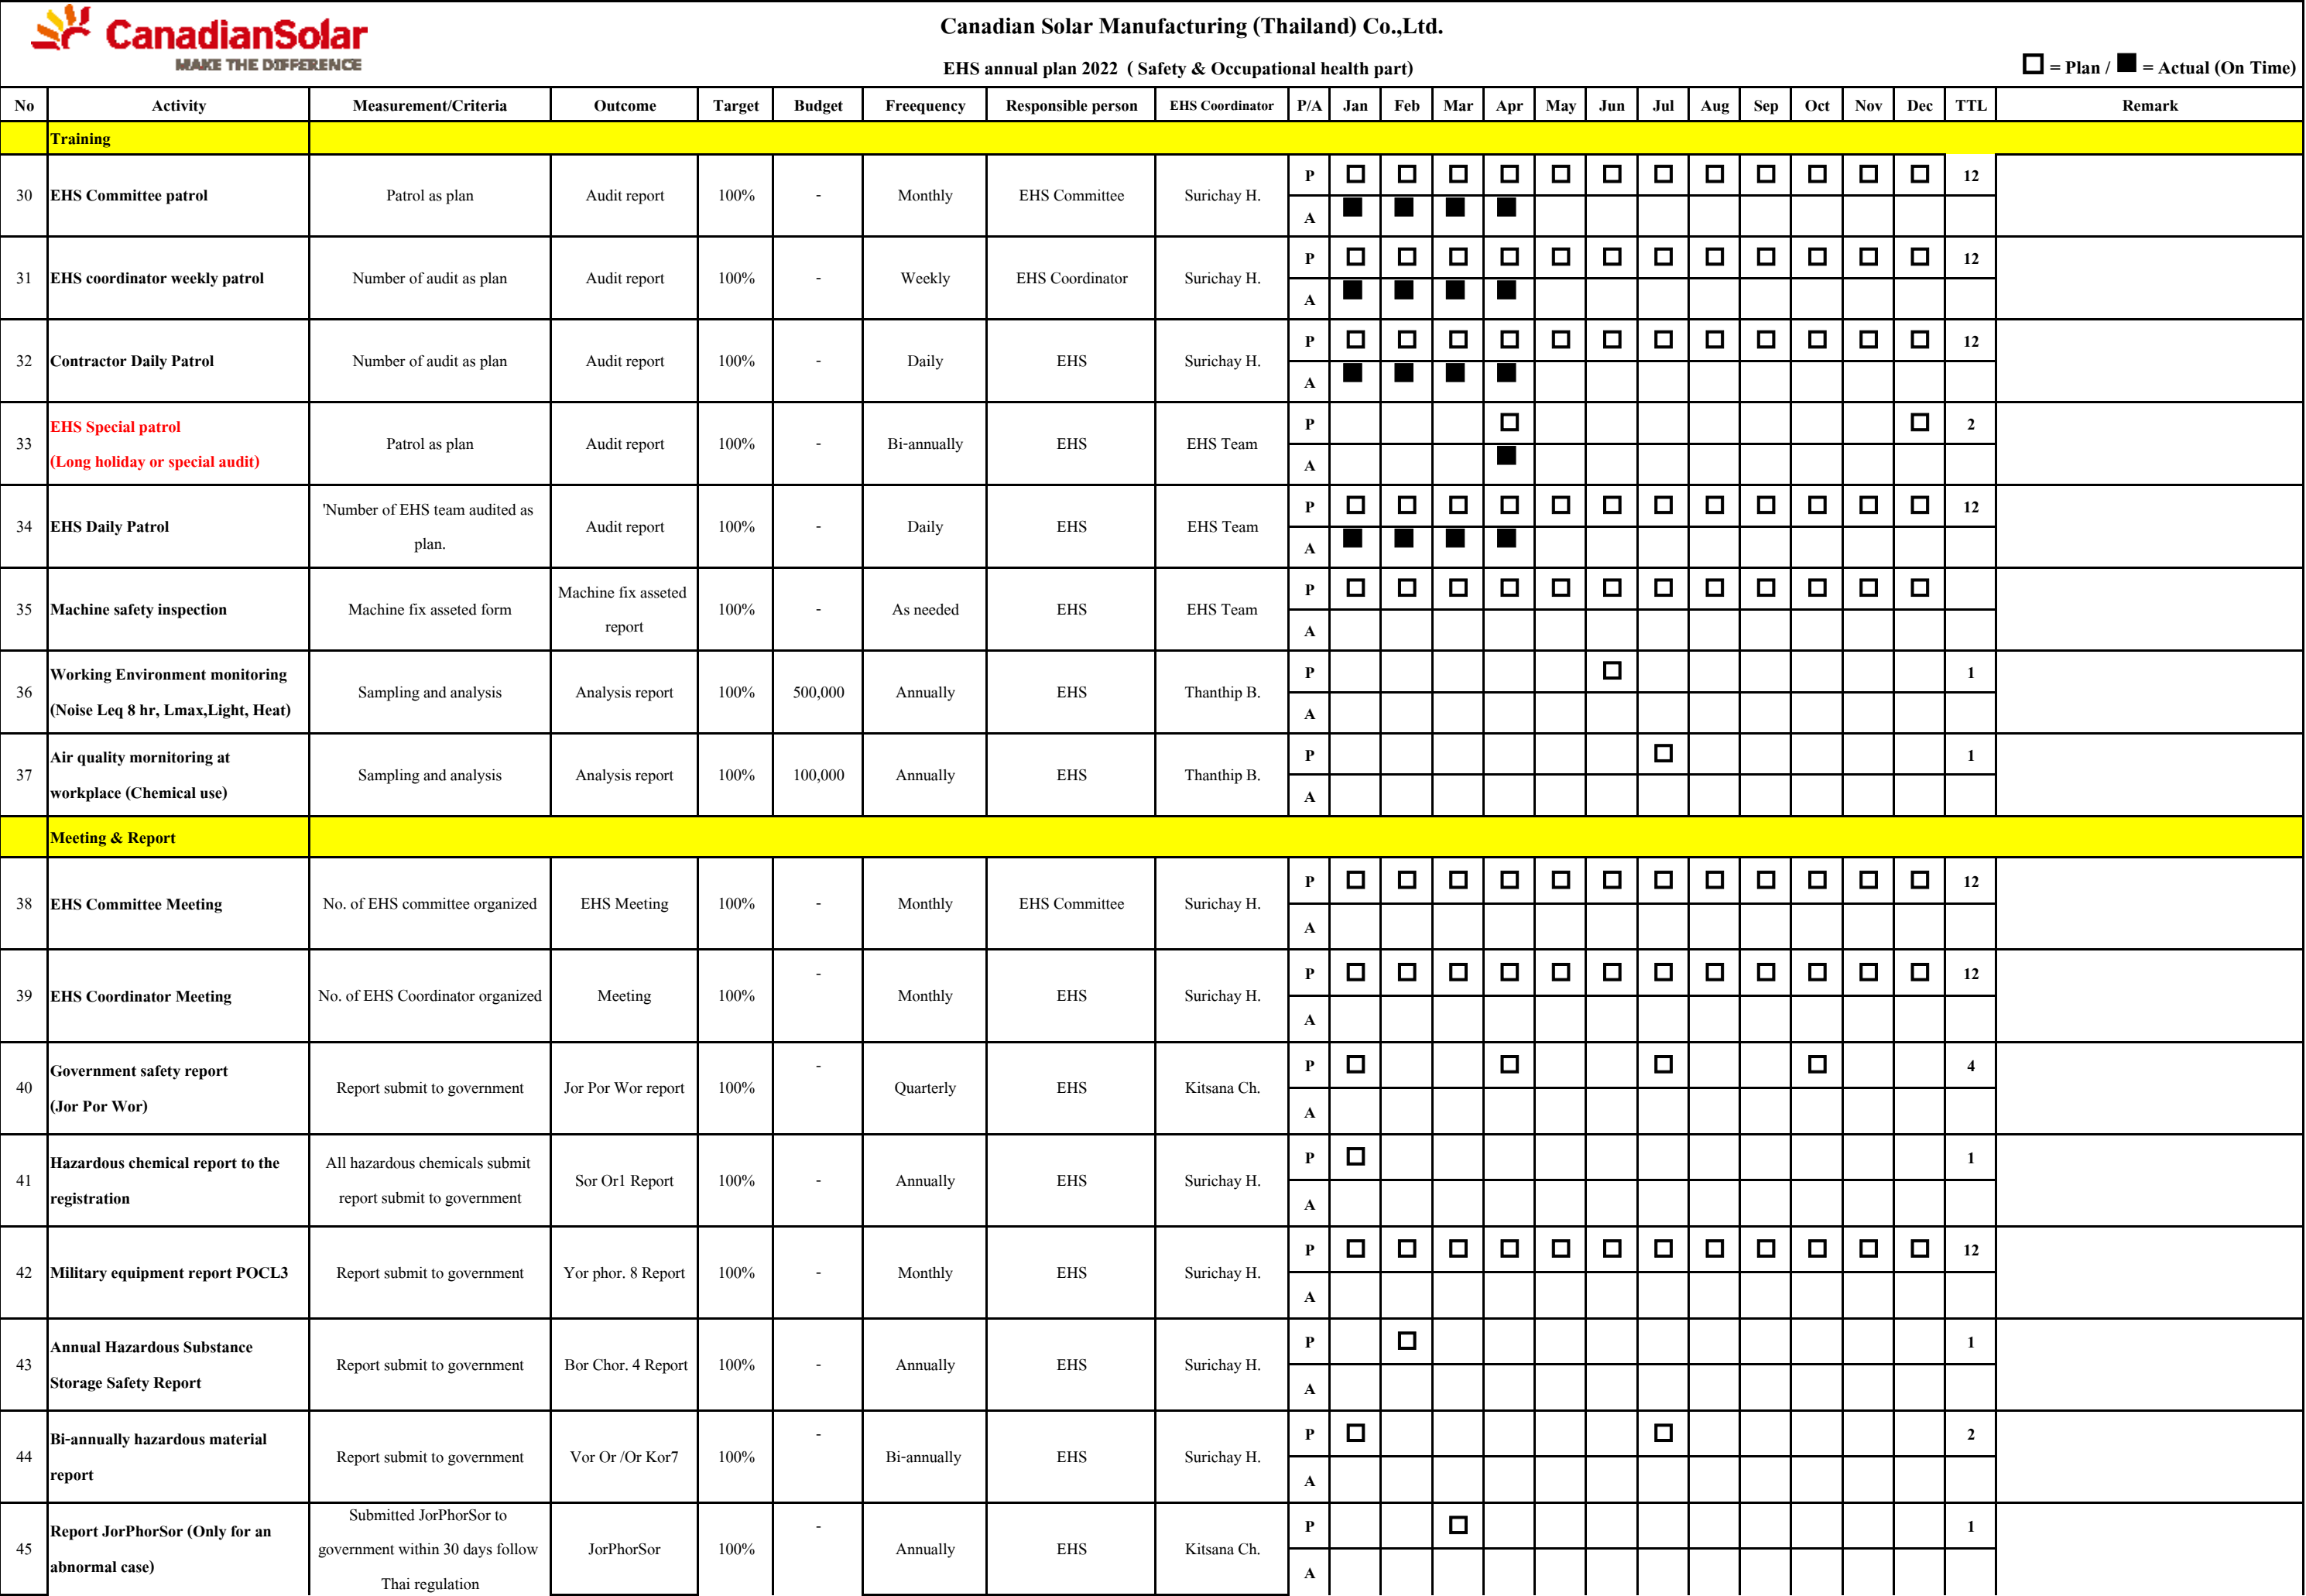 CanadianSolar
MAKE THE DIFFERENCE
Canadian Solar Manufacturing (Thailand) Co.,Ltd.
EHS annual plan 2022 ( Safety & Occupational health part)
☐ = Plan / ■ = Actual (On Time)
No Activity Measurement/Criteria Outcome Target Budget Freequency Responsible person EHS Coordinator P/A Jan Feb Mar Apr May Jun Jul Aug Sep Oct Nov Dec TTL Remark
Training
30 EHS Committee patrol Patrol as plan Audit report 100% - Monthly EHS Committee Surichay H. P ☐ ☐ ☐ ☐ ☐ ☐ ☐ ☐ ☐ ☐ ☐ ☐ 12
A ■ ■ ■ ■
31 EHS coordinator weekly patrol Number of audit as plan Audit report 100% - Weekly EHS Coordinator Surichay H. P ☐ ☐ ☐ ☐ ☐ ☐ ☐ ☐ ☐ ☐ ☐ ☐ 12
A ■ ■ ■ ■
32 Contractor Daily Patrol Number of audit as plan Audit report 100% - Daily EHS Surichay H. P ☐ ☐ ☐ ☐ ☐ ☐ ☐ ☐ ☐ ☐ ☐ ☐ 12
A ■ ■ ■ ■
33 EHS Special patrol
(Long holiday or special audit) Patrol as plan Audit report 100% - Bi-annually EHS EHS Team P ☐ ☐ 2
A ■
34 EHS Daily Patrol 'Number of EHS team audited as
plan. Audit report 100% - Daily EHS EHS Team P ☐ ☐ ☐ ☐ ☐ ☐ ☐ ☐ ☐ ☐ ☐ ☐ 12
A ■ ■ ■ ■
35 Machine safety inspection Machine fix asseted form Machine fix asseted
report 100% - As needed EHS EHS Team P ☐ ☐ ☐ ☐ ☐ ☐ ☐ ☐ ☐ ☐ ☐ ☐
A
36 Working Environment monitoring
(Noise Leq 8 hr, Lmax,Light, Heat) Sampling and analysis Analysis report 100% 500,000 Annually EHS Thanthip B. P ☐ 1
A
37 Air quality mornitoring at
workplace (Chemical use) Sampling and analysis Analysis report 100% 100,000 Annually EHS Thanthip B. P ☐ 1
A
Meeting & Report
38 EHS Committee Meeting No. of EHS committee organized EHS Meeting 100% - Monthly EHS Committee Surichay H. P ☐ ☐ ☐ ☐ ☐ ☐ ☐ ☐ ☐ ☐ ☐ ☐ 12
A
39 EHS Coordinator Meeting No. of EHS Coordinator organized Meeting 100% - Monthly EHS Surichay H. P ☐ ☐ ☐ ☐ ☐ ☐ ☐ ☐ ☐ ☐ ☐ ☐ 12
A
40 Government safety report
(Jor Por Wor) Report submit to government Jor Por Wor report 100% - Quarterly EHS Kitsana Ch. P ☐ ☐ ☐ ☐ 4
A
41 Hazardous chemical report to the
registration All hazardous chemicals submit
report submit to government Sor Or1 Report 100% - Annually EHS Surichay H. P ☐ 1
A
42 Military equipment report POCL3 Report submit to government Yor phor. 8 Report 100% - Monthly EHS Surichay H. P ☐ ☐ ☐ ☐ ☐ ☐ ☐ ☐ ☐ ☐ ☐ ☐ 12
A
43 Annual Hazardous Substance
Storage Safety Report Report submit to government Bor Chor. 4 Report 100% - Annually EHS Surichay H. P ☐ 1
A
44 Bi-annually hazardous material
report Report submit to government Vor Or /Or Kor7 100% - Bi-annually EHS Surichay H. P ☐ ☐ 2
A
45 Report JorPhorSor (Only for an
abnormal case) Submitted JorPhorSor to
government within 30 days follow
Thai regulation JorPhorSor 100% - Annually EHS Kitsana Ch. P ☐ 1
A